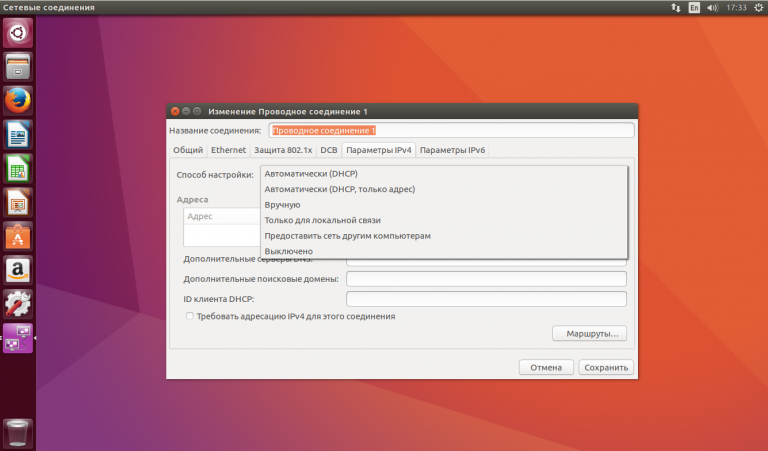 Сетевые соединения
En
17:33
Изменение Проводное соединение 1
Название соединения: Проводное соединение 1
Общий Ethernet Защита 802.1x DCB Параметры IPv4 Параметры IPv6
Способ настройки:
Автоматически (DHCP)
Автоматически (DHCP, только адрес)
Вручную
Только для локальной связи
Предоставить сеть другим компьютерам
Выключено
Адреса
Адрес
Дополнительные серверы DNS:
Дополнительные поисковые домены:
ID клиента DHCP:
Требовать адресацию IPv4 для этого соединения
Маршруты...
Отмена Сохранить